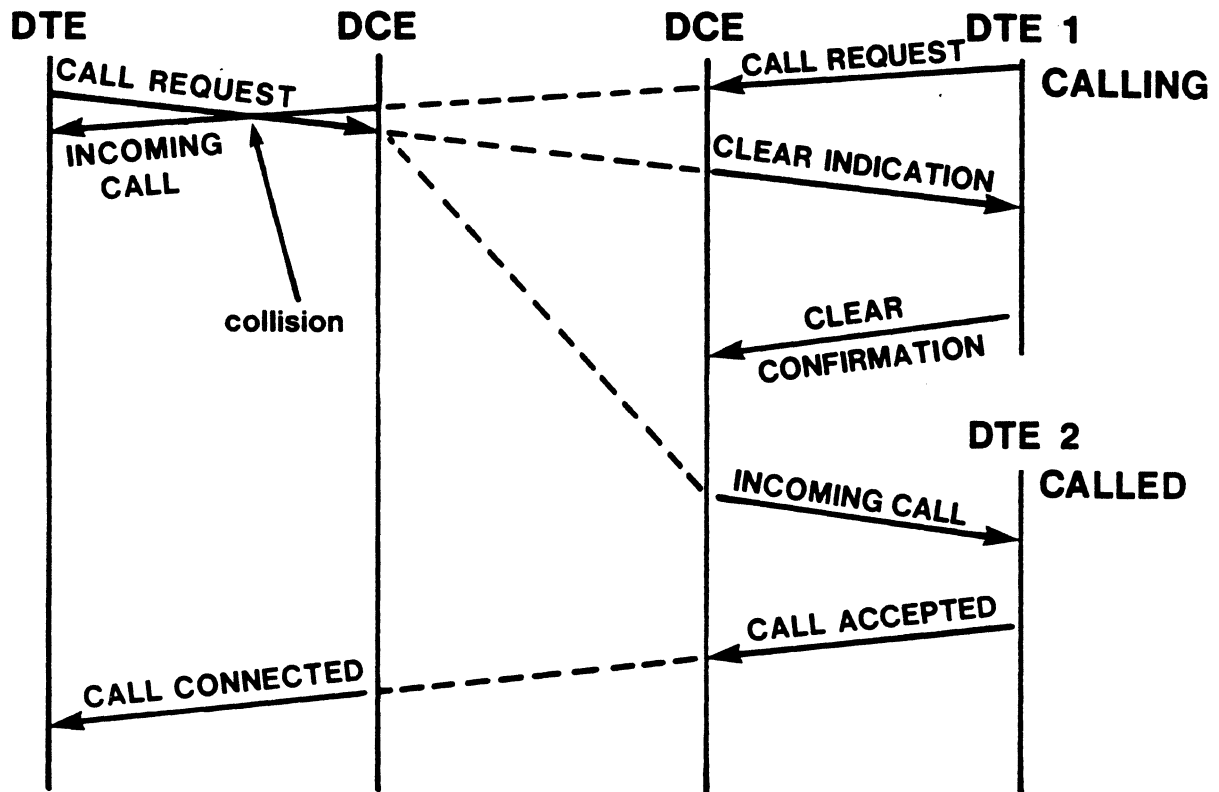 DTE
DCE
DCE
DTE 1
CALLING
CALL REQUEST
CALL REQUEST
INCOMING
CALL
CLEAR INDICATION
collision
CLEAR
CONFIRMATION
DTE 2
CALLED
INCOMING CALL
CALL ACCEPTED
CALL CONNECTED